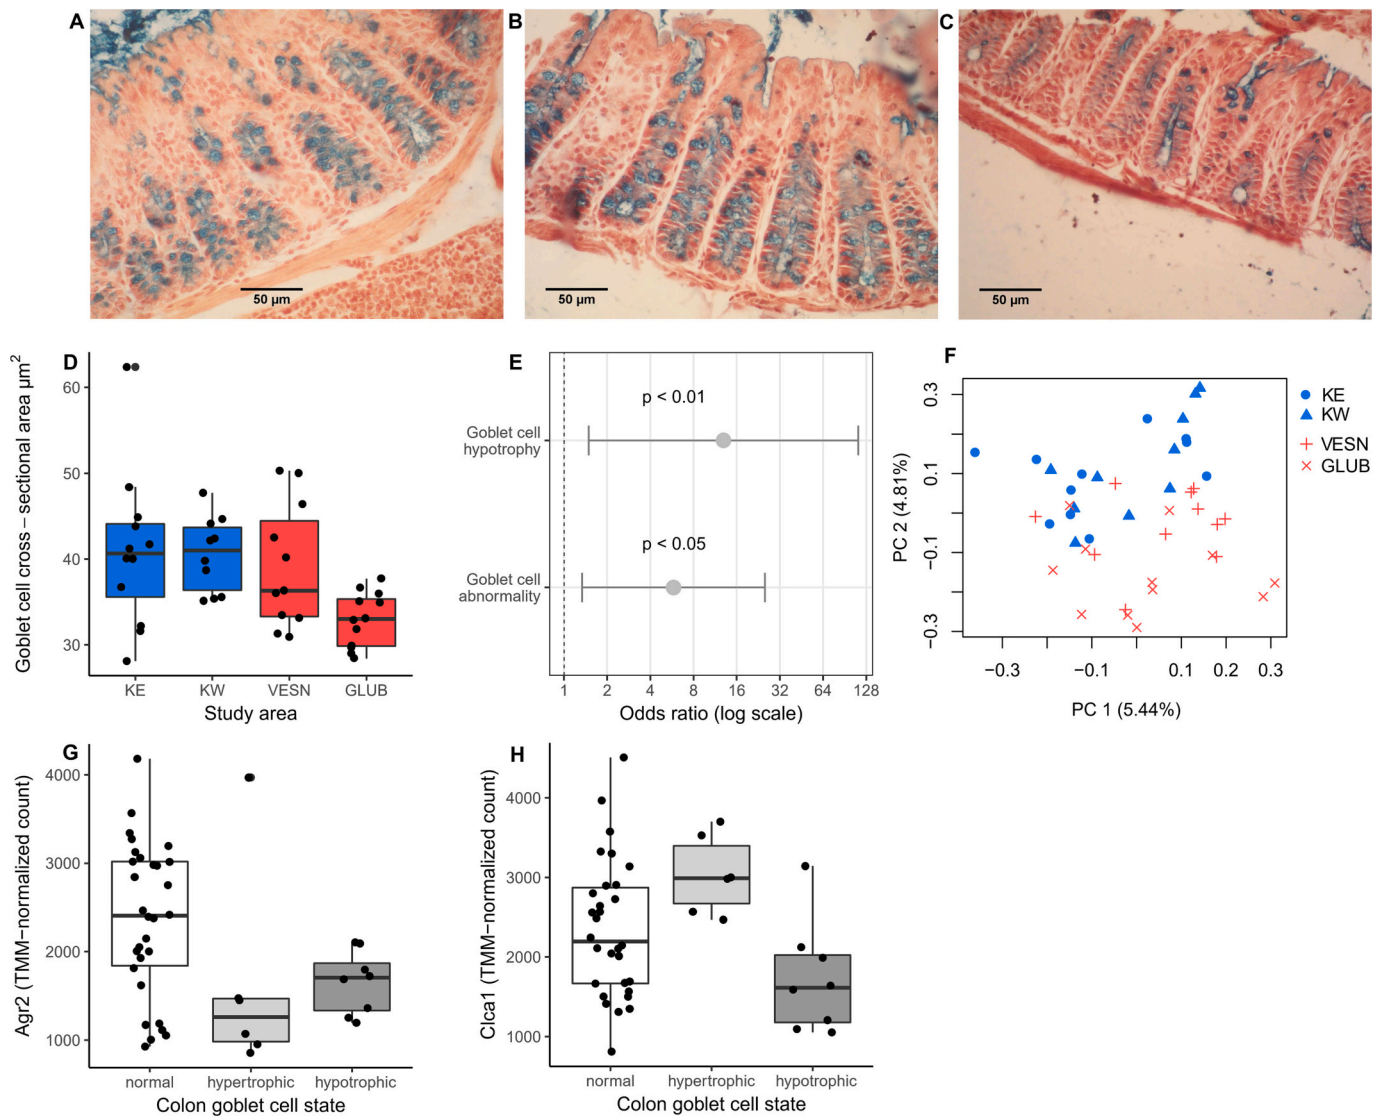 A
B
C
50 µm
50 µm
50 µm
D
Goblet cell cross – sectional area µm²
60
50
40
30
KE
KW
VESN
GLUB
Study area
E
p < 0.01
Goblet cell
hypotrophy
p < 0.05
Goblet cell
abnormality
1
2
4
8
16
32
64
128
Odds ratio (log scale)
F
PC 2 (4.81%)
0.3
0.1
−0.1
−0.3
−0.3
−0.1
0.1
0.2
0.3
PC 1 (5.44%)
KE
KW
VESN
GLUB
G
Agr2 (TMM−normalized count)
4000
3000
2000
1000
normal
hypertrophic
hypotrophic
Colon goblet cell state
H
Clca1 (TMM−normalized count)
4000
3000
2000
1000
normal
hypertrophic
hypotrophic
Colon goblet cell state